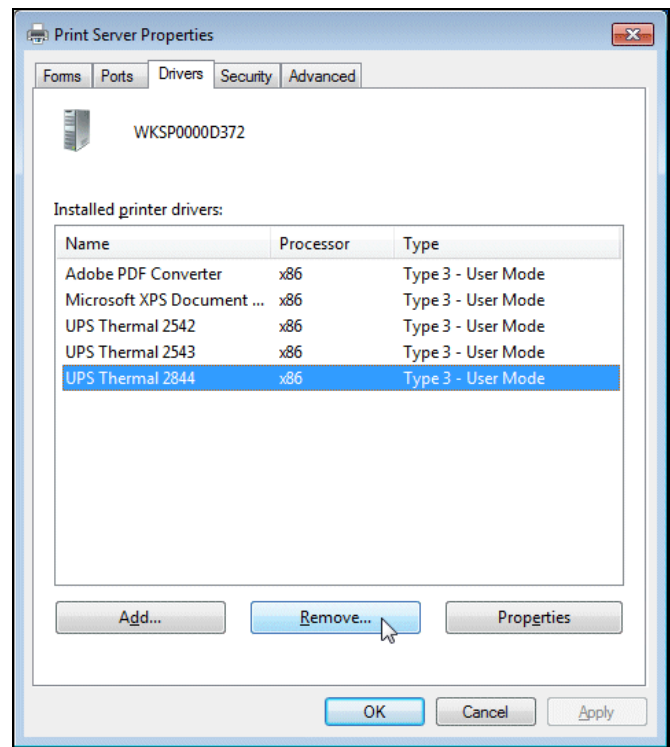 Print Server Properties
Forms Ports Drivers Security Advanced
WKSP0000D372
Installed printer drivers:
Name Processor Type
Adobe PDF Converter x86 Type 3 - User Mode
Microsoft XPS Document ... x86 Type 3 - User Mode
UPS Thermal 2542 x86 Type 3 - User Mode
UPS Thermal 2543 x86 Type 3 - User Mode
UPS Thermal 2844 x86 Type 3 - User Mode
Add... Remove... Properties
OK Cancel Apply